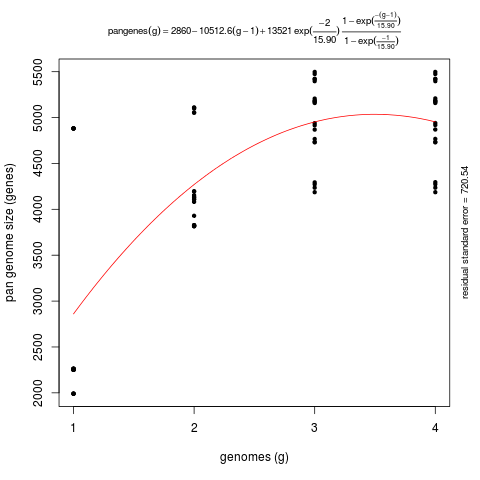 pangenes(g) = 2860−10512.6(g−1)+13521 exp(−2/15.90) (1−exp(−(g−1)/15.90))/(1−exp(−1/15.90))
5500
5000
4500
4000
3500
3000
2500
2000
pan genome size (genes)
residual standard error = 720.54
1 2 3 4
genomes (g)